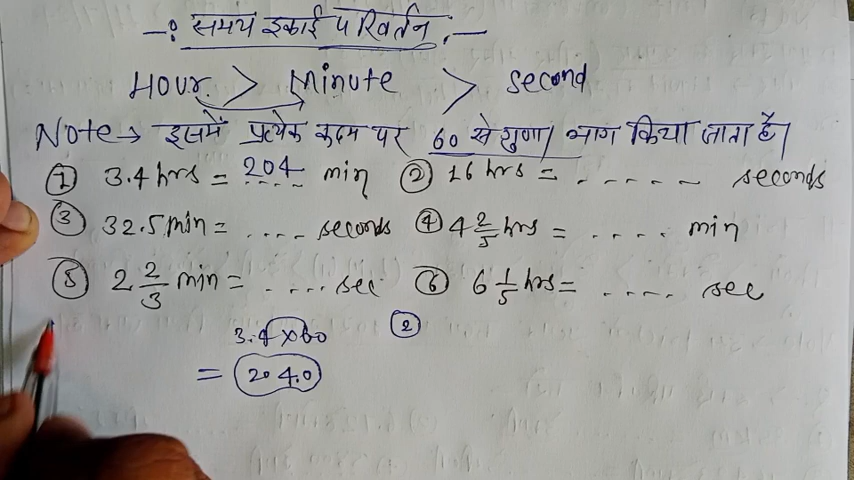 —: समय इकाई परिवर्तन :—
Hour > Minute > second
Note→ इसमें प्रत्येक कदम पर 60 से गुणा/भाग किया जाता है।
① 3.4 hrs = 204 min ② 16 hrs = ...... seconds
③ 32.5 min = .... seconds ④ 4 2/5 hrs = .... min
⑤ 2 2/3 min = ..... sec ⑥ 6 1/5 hrs = .... sec
3.4 × 60 ②
= 204.0